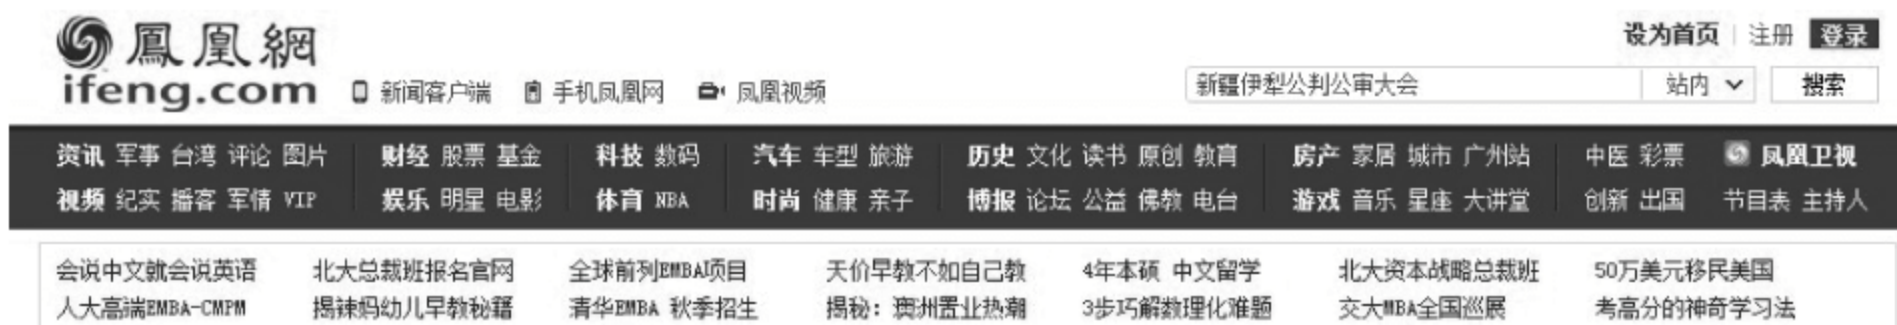 设为首页 注册 登录
鳳凰網
ifeng.com 新闻客户端 手机凤凰网 凤凰视频 新疆伊犁公判公审大会 站内 搜索
资讯 军事 台湾 评论 图片 财经 股票 基金 科技 数码 汽车 车型 旅游 历史 文化 读书 原创 教育 房产 家居 城市 广州站 中医 彩票 凤凰卫视
视频 纪实 播客 军情 VIP 娱乐 明星 电影 体育 NBA 时尚 健康 亲子 博报 论坛 公益 佛教 电台 游戏 音乐 星座 大讲堂 创新 出国 节目表 主持人
会说中文就会说英语 北大总裁班报名官网 全球前列EMBA项目 天价早教不如自己教 4年本硕 中文留学 北大资本战略总裁班 50万美元移民美国
人大高端EMBA-CMPM 揭辣妈幼儿早教秘籍 清华EMBA 秋季招生 揭秘：澳洲置业热潮 3步巧解数理化难题 交大MBA全国巡展 考高分的神奇学习法